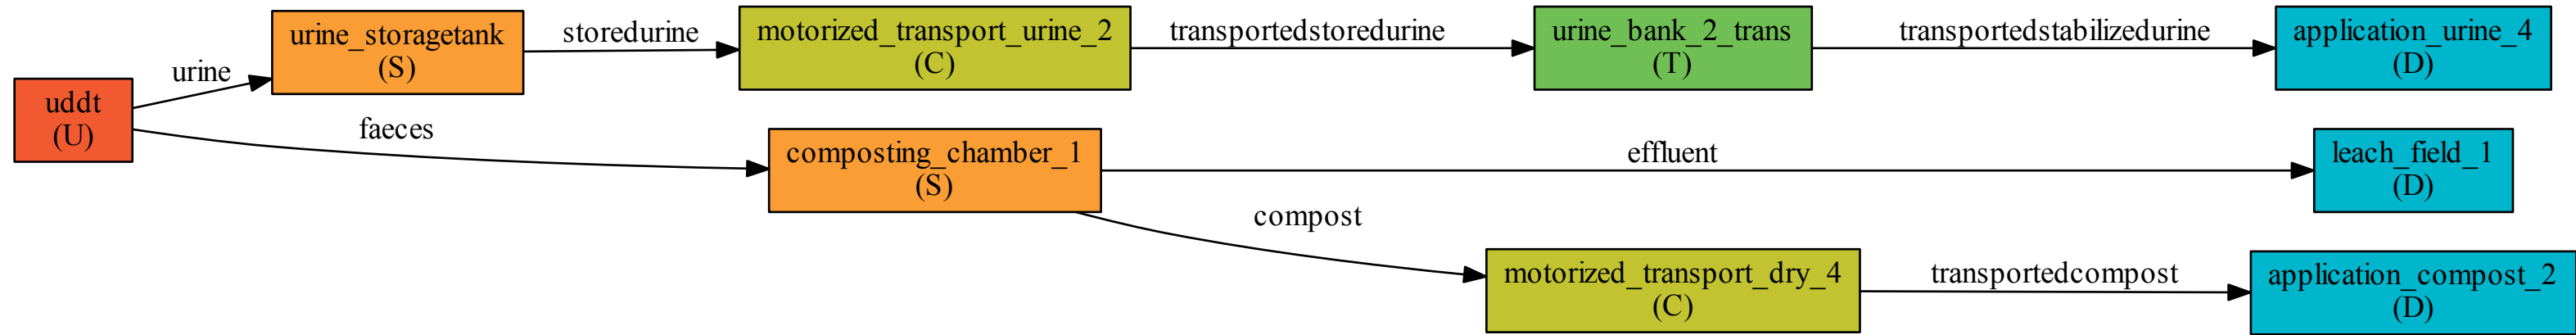 uddt
(U)
urine
faeces
urine_storagetank
(S)
storedurine
motorized_transport_urine_2
(C)
transportedstoredurine
urine_bank_2_trans
(T)
transportedstabilizedurine
application_urine_4
(D)
composting_chamber_1
(S)
effluent
leach_field_1
(D)
compost
motorized_transport_dry_4
(C)
transportedcompost
application_compost_2
(D)